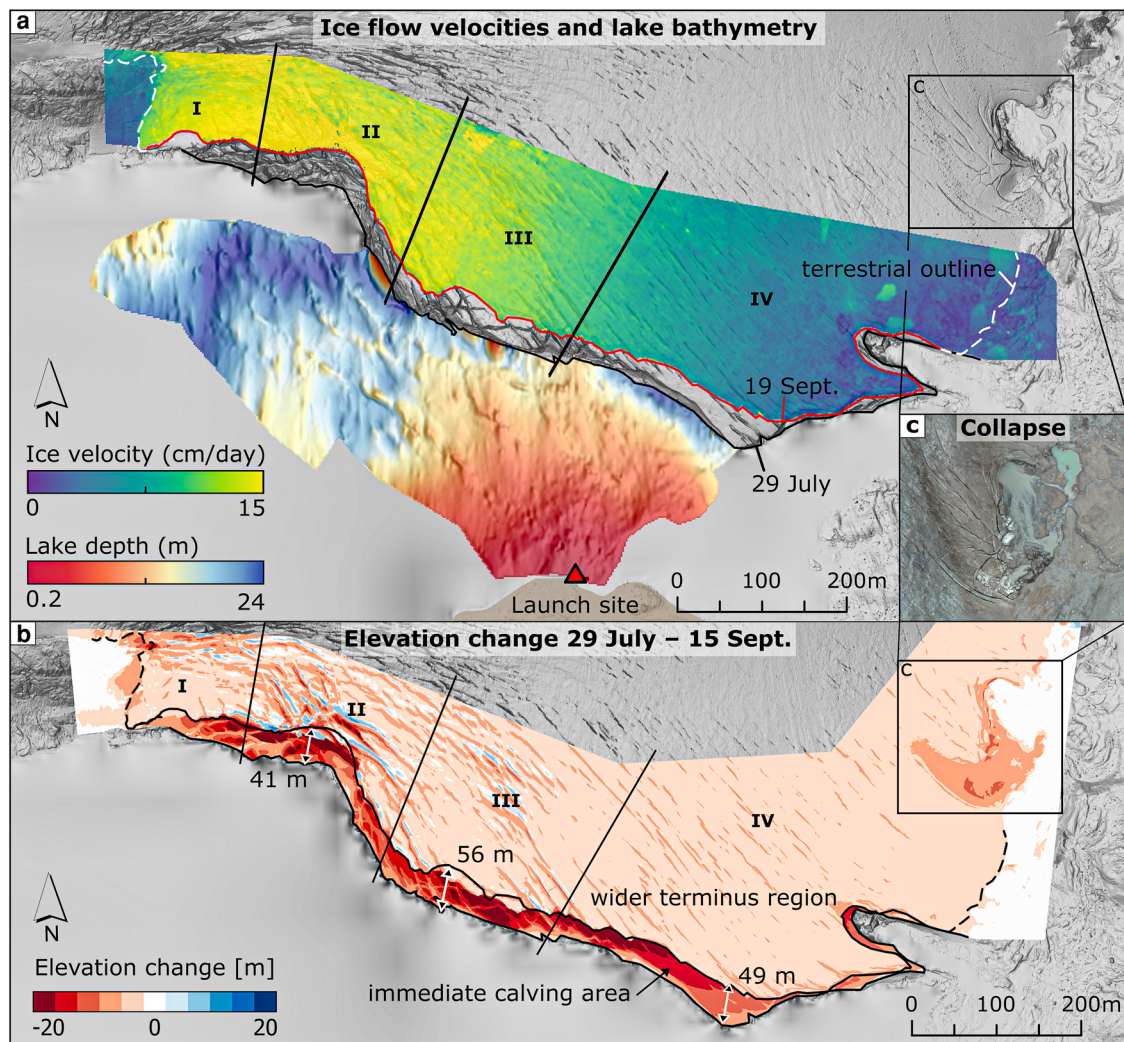 a
Ice flow velocities and lake bathymetry
C
I
II
III
IV
terrestrial outline
19 Sept.
29 July
N
Ice velocity (cm/day)
0
15
Lake depth (m)
0.2
24
Launch site
0
100
200m
c
Collapse
b
Elevation change 29 July – 15 Sept.
C
I
II
III
IV
41 m
56 m
wider terminus region
49 m
immediate calving area
N
Elevation change [m]
-20
0
20
0
100
200m